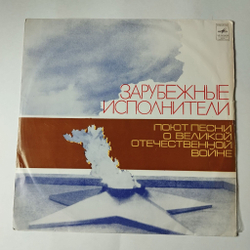 ЗАРУБЕЖНЫЕ
ИСПОЛНИТЕЛИ
ПОЮТ ПЕСНИ
О ВЕЛИКОЙ
ОТЕЧЕСТВЕННОЙ
ВОЙНЕ